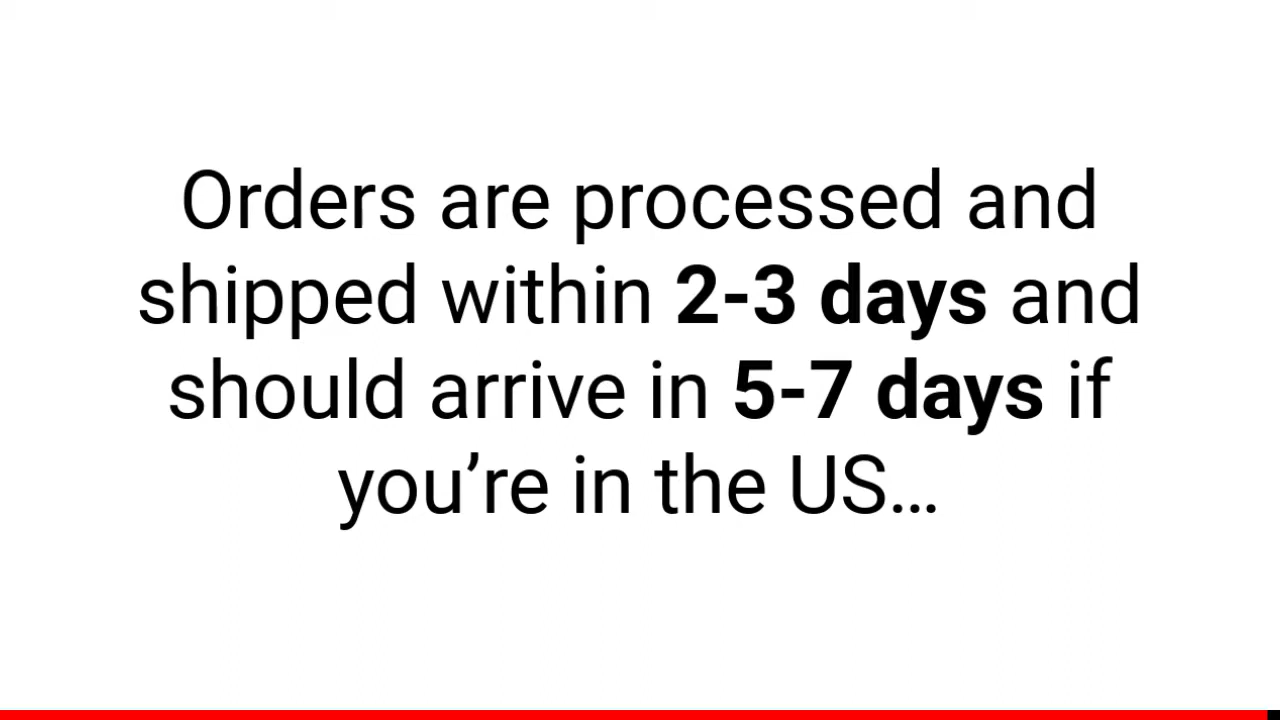 Orders are processed and
shipped within 2-3 days and
should arrive in 5-7 days if
you’re in the US…